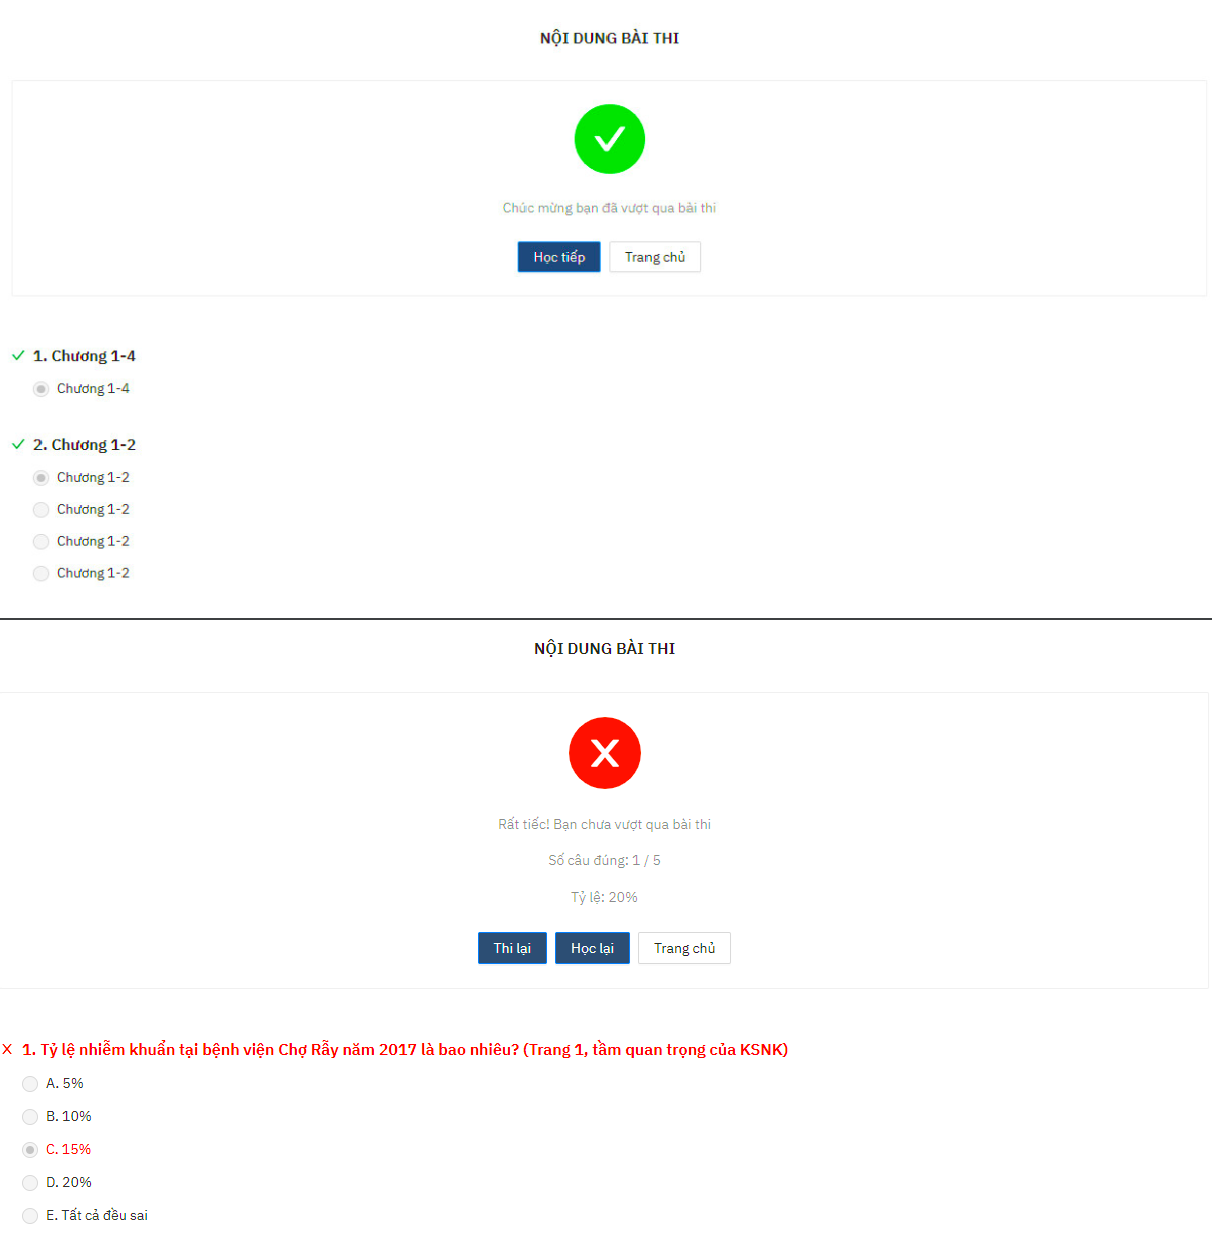 NỘI DUNG BÀI THI
Chúc mừng bạn đã vượt qua bài thi
Học tiếp Trang chủ
1. Chương 1-4
Chương 1-4
2. Chương 1-2
Chương 1-2
Chương 1-2
Chương 1-2
Chương 1-2
NỘI DUNG BÀI THI
Rất tiếc! Bạn chưa vượt qua bài thi
Số câu đúng: 1 / 5
Tỷ lệ: 20%
Thi lại Học lại Trang chủ
1. Tỷ lệ nhiễm khuẩn tại bệnh viện Chợ Rẫy năm 2017 là bao nhiêu? (Trang 1, tầm quan trọng của KSNK)
A. 5%
B. 10%
C. 15%
D. 20%
E. Tất cả đều sai